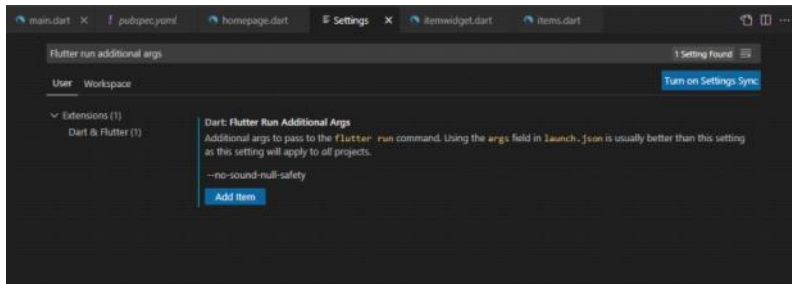 main.dart
pubspec.yaml
homepage.dart
Settings
itemwidget.dart
items.dart
Flutter run additional args
1 Setting Found
User Workspace
Turn on Settings Sync
Extensions (1)
Dart & Flutter (1)
Dart: Flutter Run Additional Args
Additional args to pass to the flutter run command. Using the args field in launch.json is usually better than this setting
as this setting will apply to all projects.
--no-sound-null-safety
Add Item